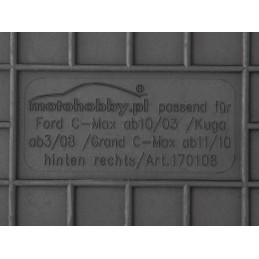 motohobby.pl ® passend für
Ford C-Max ab10/03 /Kuga
ab3/08 /Grand C-Max ab11/10
hinten rechts/Art.170108